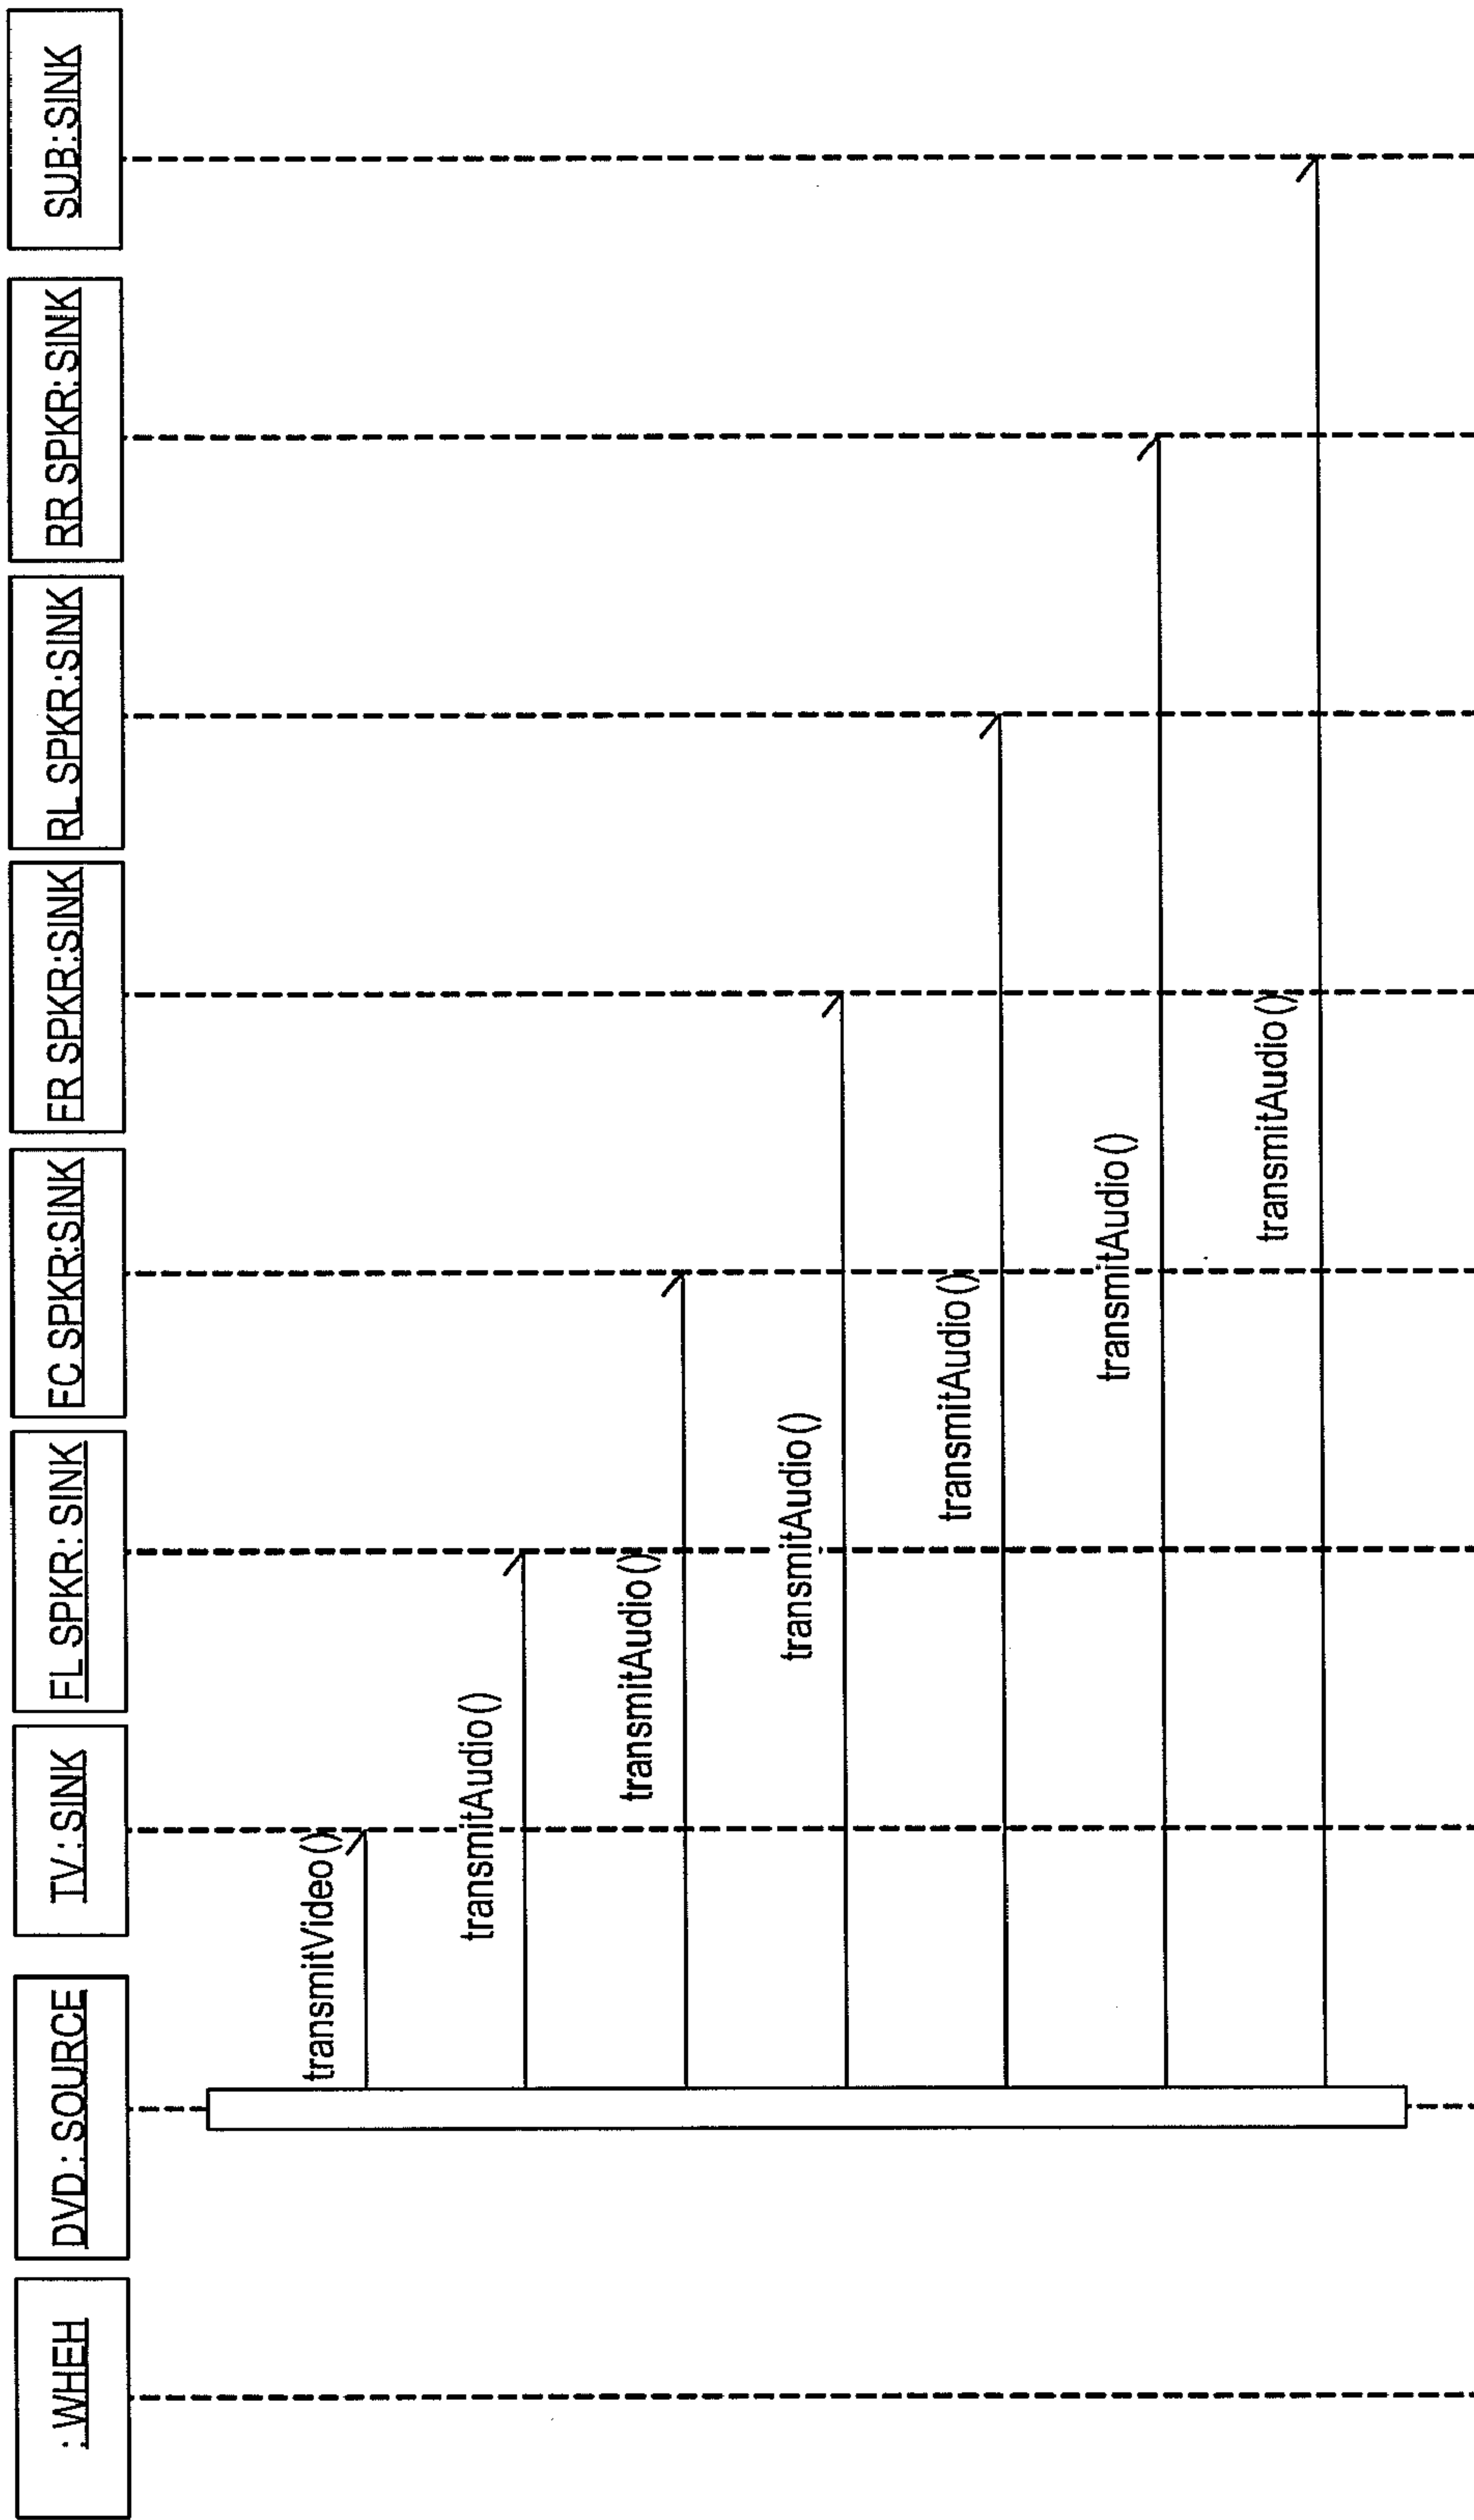 : WHEH
DVD : SOURCE
TV : SINK
FL SPKR : SINK
FC SPKR:SINK
FR SPKR:SINK
RL SPKR:SINK
RR SPKR: SINK
SUB: SINK
transmitVideo()
transmitAudio()
transmitAudio()
transmitAudio()
transmitAudio()
transmitAudio()
transmitAudio()